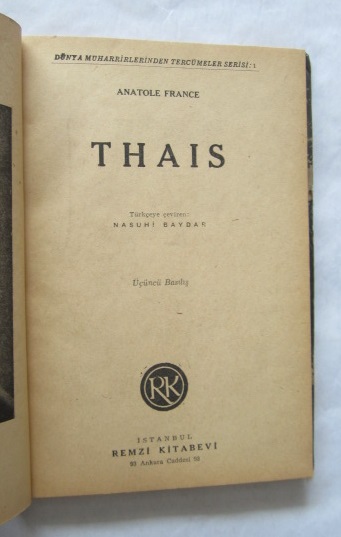 DÜNYA MUHARRİRLERİNDEN TERCÜMELER SERİSİ: 1
ANATOLE FRANCE
THAIS
Türkçeye çeviren:
NASUHİ BAYDAR
Üçüncü Basılış
RK
İSTANBUL
REMZİ KİTABEVİ
93 Ankara Caddesi 93